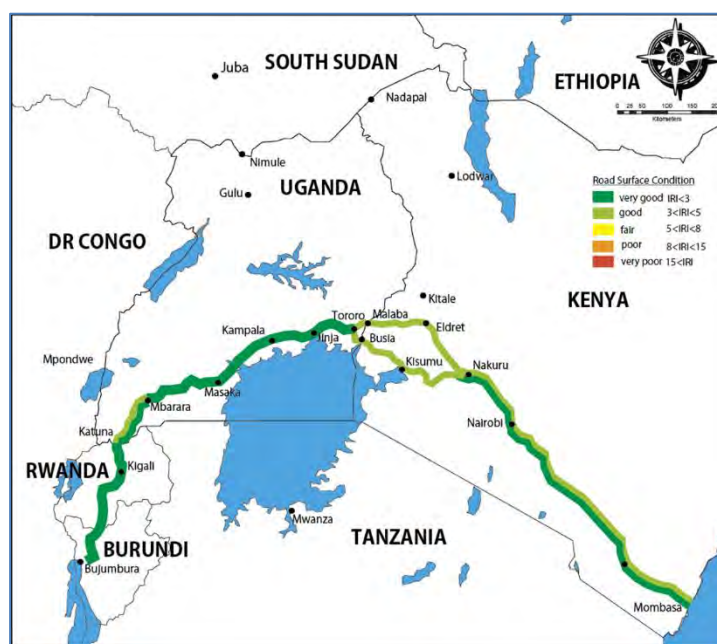 SOUTH SUDAN
Juba
ETHIOPIA
Nadapal
Kilometers
Nimule
Lodwar
Gulu
UGANDA
Road Surface Condition
very good IRI<3
good 3<IRI<5
fair 5<IRI<8
poor 8<IRI<15
very poor 15<IRI
DR CONGO
Kitale
KENYA
Tororo
Malaba
Eldret
Kampala
Jinja
Busia
Mpondwe
Kisumu
Nakuru
Masaka
Mbarara
Katuna
Nairobi
RWANDA
Kigali
Mwanza
TANZANIA
BURUNDI
Bujumbura
Mombasa